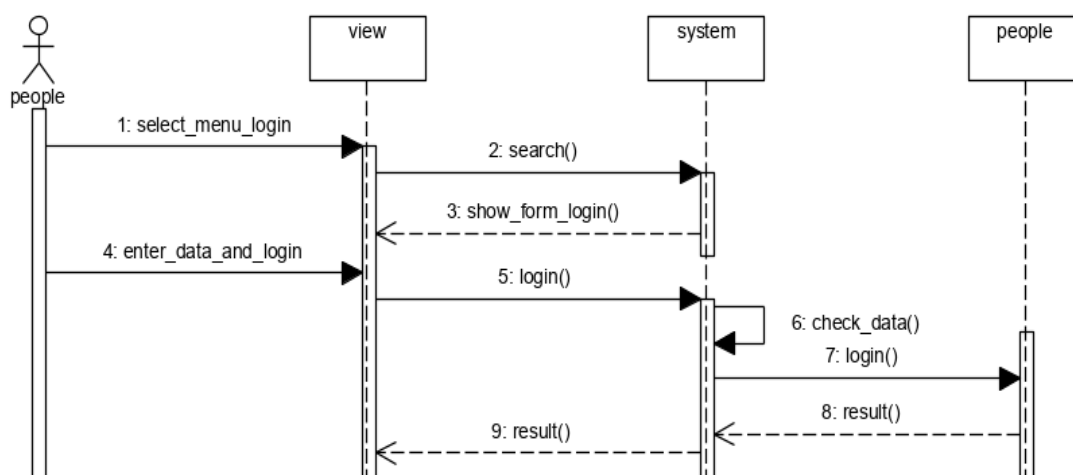 view
system
people
people
1: select_menu_login
2: search()
3: show_form_login()
4: enter_data_and_login
5: login()
6: check_data()
7: login()
8: result()
9: result()